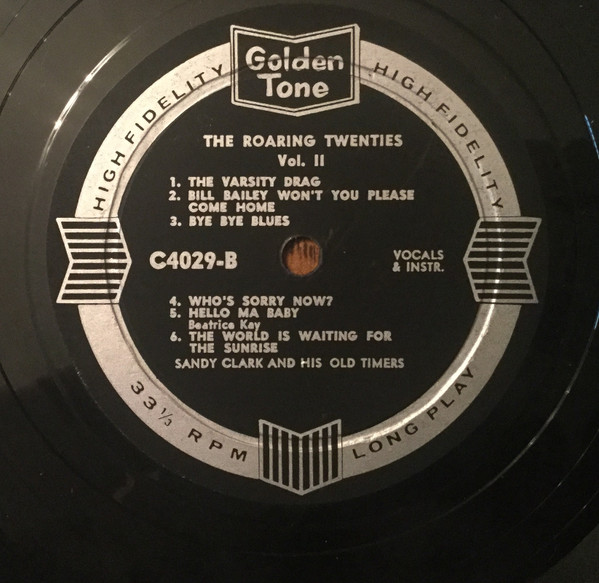 Golden
Tone
HIGH FIDELITY
HIGH FIDELITY
THE ROARING TWENTIES
Vol. II
1. THE VARSITY DRAG
2. BILL BAILEY WON'T YOU PLEASE
COME HOME
3. BYE BYE BLUES
C4029-B
VOCALS
& INSTR.
4. WHO'S SORRY NOW?
5. HELLO MA BABY
Beatrice Kay
6. THE WORLD IS WAITING FOR
THE SUNRISE
SANDY CLARK AND HIS OLD TIMERS
33⅓ RPM
LONG PLAY